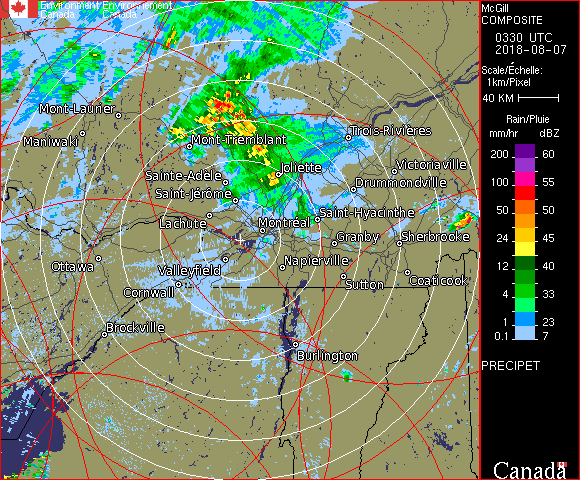 Environment Environnement
Canada Canada
McGill
COMPOSITE
0330 UTC
2018-08-07
Scale/Échelle:
1km/Pixel
40 KM
Rain/Pluie
mm/hr dBZ
200 60
100 55
50 50
24 45
12 40
4 33
1 23
0.1 7
PRECIPET
Canada
Mont-Laurier
Maniwaki
Mont-Tremblant
Trois-Rivières
Joliette
Victoriaville
Sainte-Adèle
Drummondville
Saint-Jérôme
Saint-Hyacinthe
Lachute
Montréal
Granby
Sherbrooke
Ottawa
Valleyfield
Napierville
Cornwall
Sutton
Coaticook
Brockville
Burlington